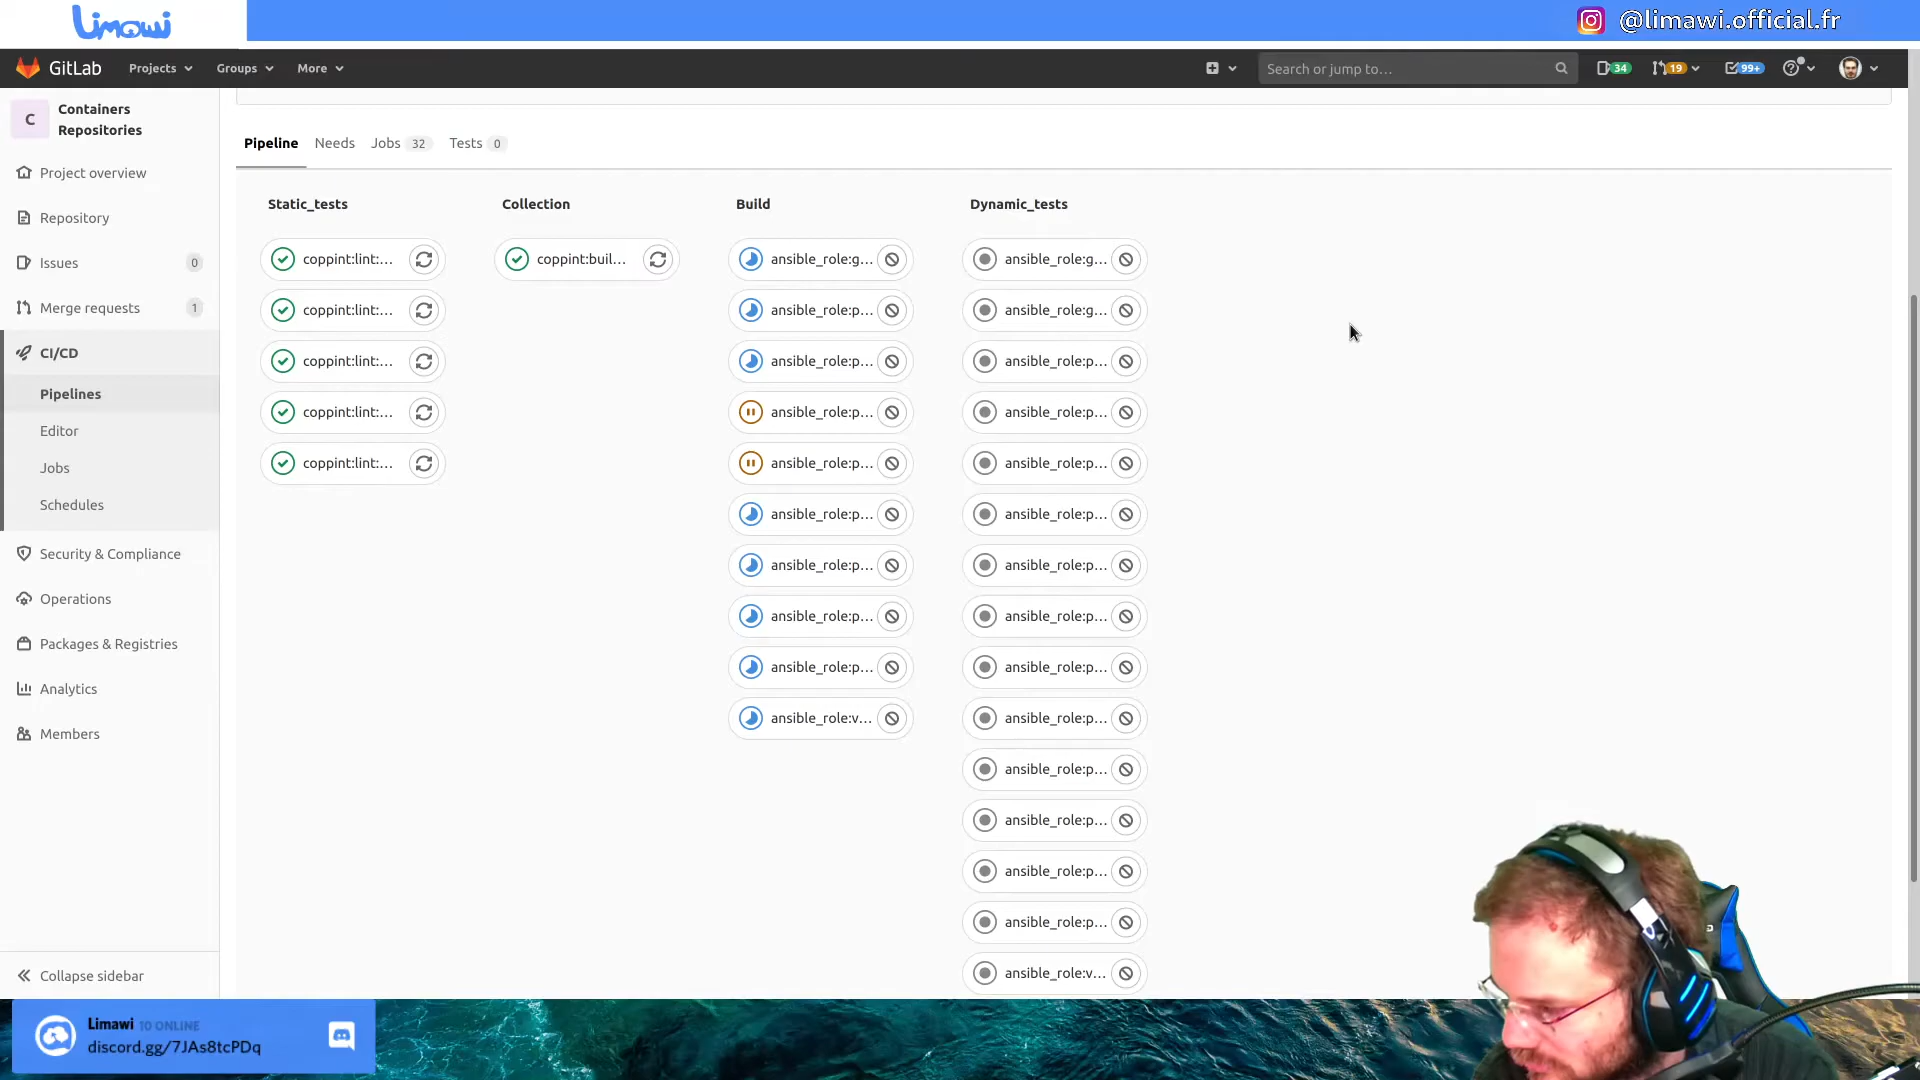 Limawi
@limawi.official.fr
GitLab
Projects
Groups
More
Search or jump to…
34
19
99+
C
Containers
Repositories
Project overview
Repository
Issues
0
Merge requests
1
CI/CD
Pipelines
Editor
Jobs
Schedules
Security & Compliance
Operations
Packages & Registries
Analytics
Members
Collapse sidebar
Pipeline
Needs
Jobs 32
Tests 0
Static_tests
coppint:lint:...
coppint:lint:...
coppint:lint:...
coppint:lint:...
coppint:lint:...
Collection
coppint:buil...
Build
ansible_role:g...
ansible_role:p...
ansible_role:p...
ansible_role:p...
ansible_role:p...
ansible_role:p...
ansible_role:p...
ansible_role:p...
ansible_role:p...
ansible_role:v...
Dynamic_tests
ansible_role:g...
ansible_role:g...
ansible_role:p...
ansible_role:p...
ansible_role:p...
ansible_role:p...
ansible_role:p...
ansible_role:p...
ansible_role:p...
ansible_role:p...
ansible_role:p...
ansible_role:p...
ansible_role:p...
ansible_role:p...
ansible_role:v...
Limawi 10 ONLINE
discord.gg/7JAs8tcPDq